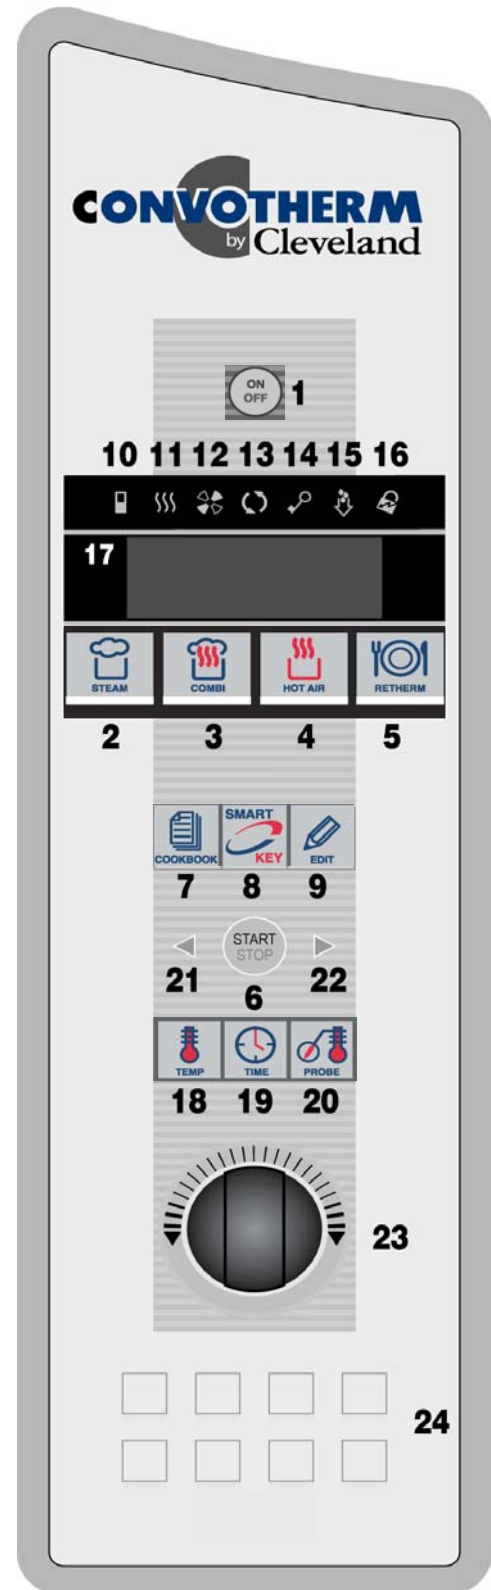 CONVOTHERM
by Cleveland
ON
OFF
1
10 11 12 13 14 15 16
17
STEAM COMBI HOT AIR RETHERM
2 3 4 5
SMART
COOKBOOK KEY EDIT
7 8 9
START
STOP
21 22
6
TEMP TIME PROBE
18 19 20
23
24